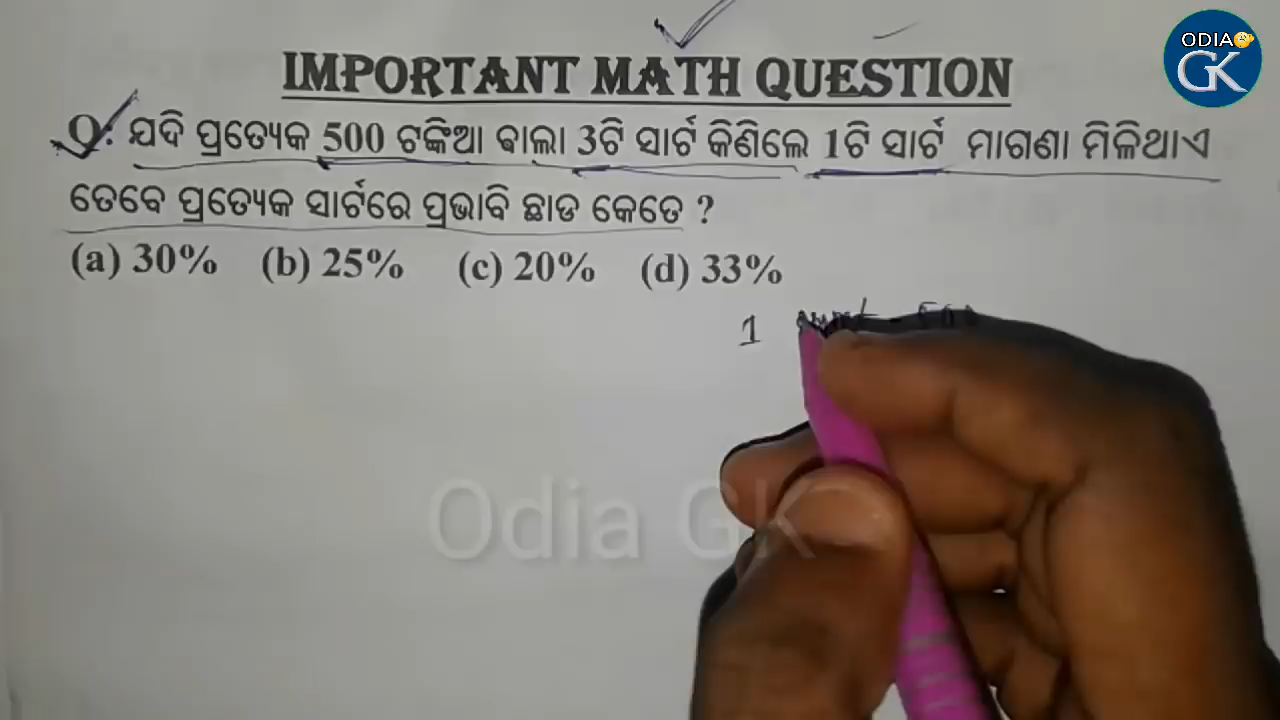 ODIA
GK
IMPORTANT MATH QUESTION
Q: ଯଦି ପ୍ରତ୍ୟେକ 500 ଟଙ୍କିଆ ଵାଲା 3ଟି ସାର୍ଟ କିଣିଲେ 1ଟି ସାର୍ଟ ମାଗଣା ମିଳିଥାଏ
ତେବେ ପ୍ରତ୍ୟେକ ସାର୍ଟରେ ପ୍ରଭାବି ଛାଡ କେତେ ?
(a) 30% (b) 25% (c) 20% (d) 33%
1
Odia GK